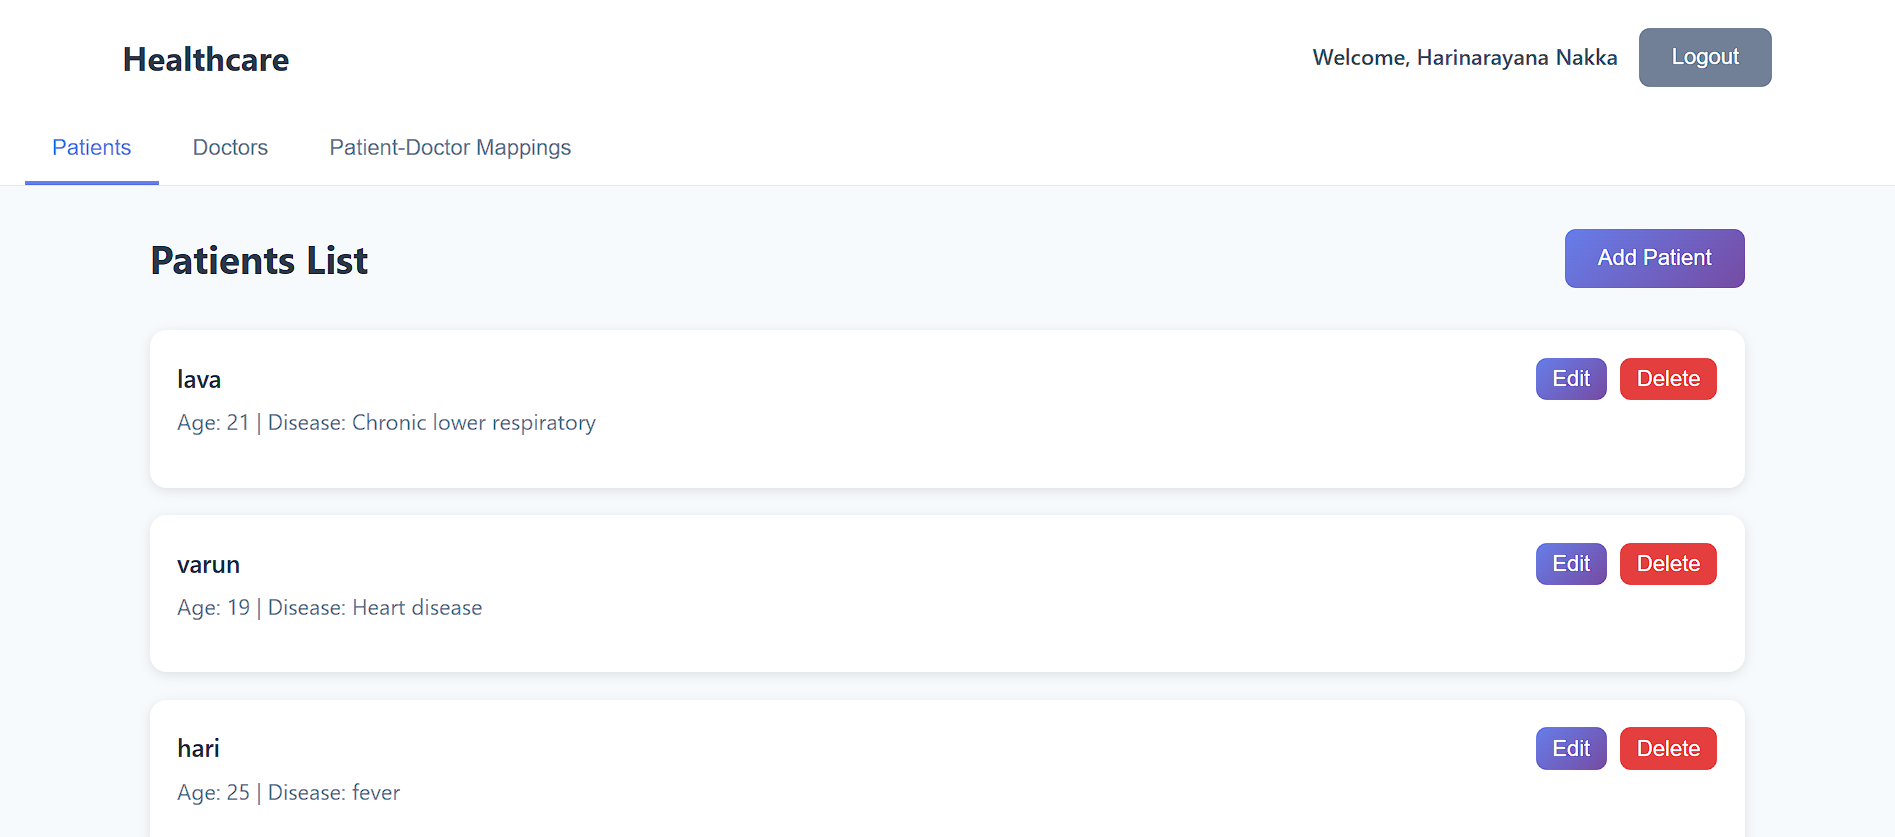 Healthcare
Welcome, Harinarayana Nakka
Logout
Patients
Doctors
Patient-Doctor Mappings
Patients List
Add Patient
lava
Edit
Delete
Age: 21 | Disease: Chronic lower respiratory
varun
Edit
Delete
Age: 19 | Disease: Heart disease
hari
Edit
Delete
Age: 25 | Disease: fever